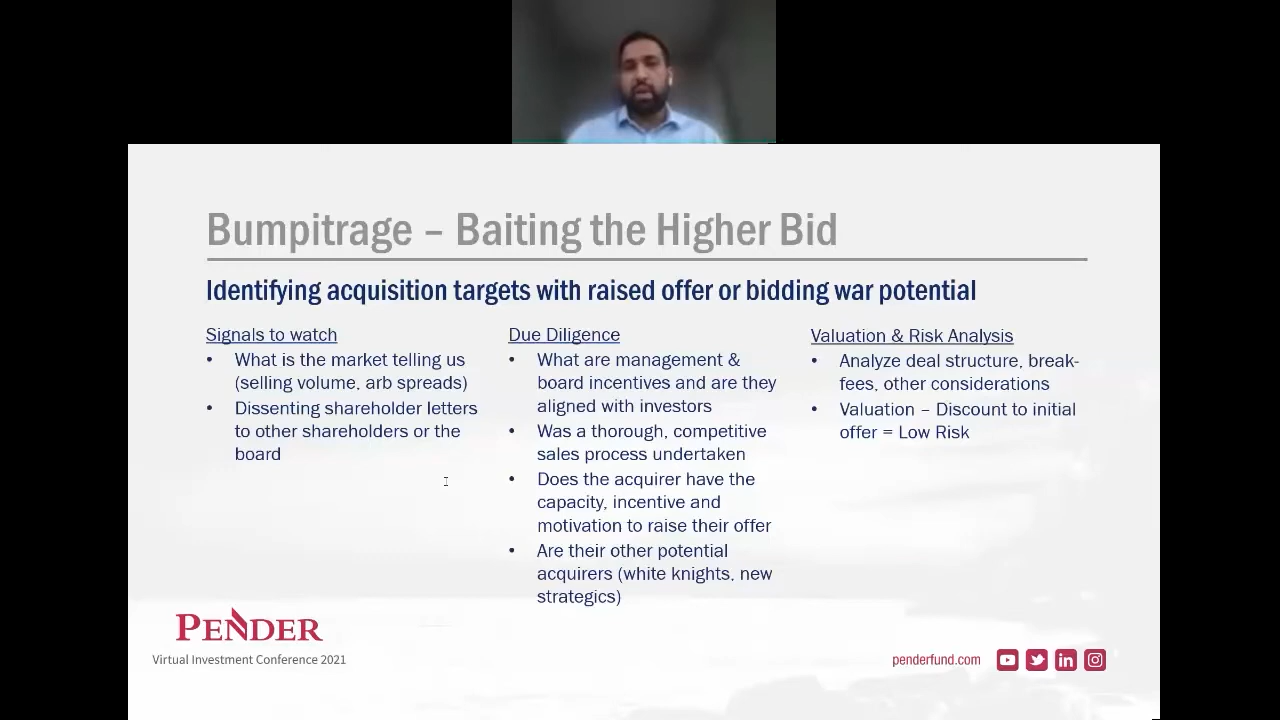 Bumpitrage – Baiting the Higher Bid
Identifying acquisition targets with raised offer or bidding war potential
Signals to watch
• What is the market telling us
(selling volume, arb spreads)
• Dissenting shareholder letters
to other shareholders or the
board
Due Diligence
• What are management &
board incentives and are they
aligned with investors
• Was a thorough, competitive
sales process undertaken
• Does the acquirer have the
capacity, incentive and
motivation to raise their offer
• Are their other potential
acquirers (white knights, new
strategics)
Valuation & Risk Analysis
• Analyze deal structure, break-
fees, other considerations
• Valuation – Discount to initial
offer = Low Risk
PENDER
Virtual Investment Conference 2021
penderfund.com